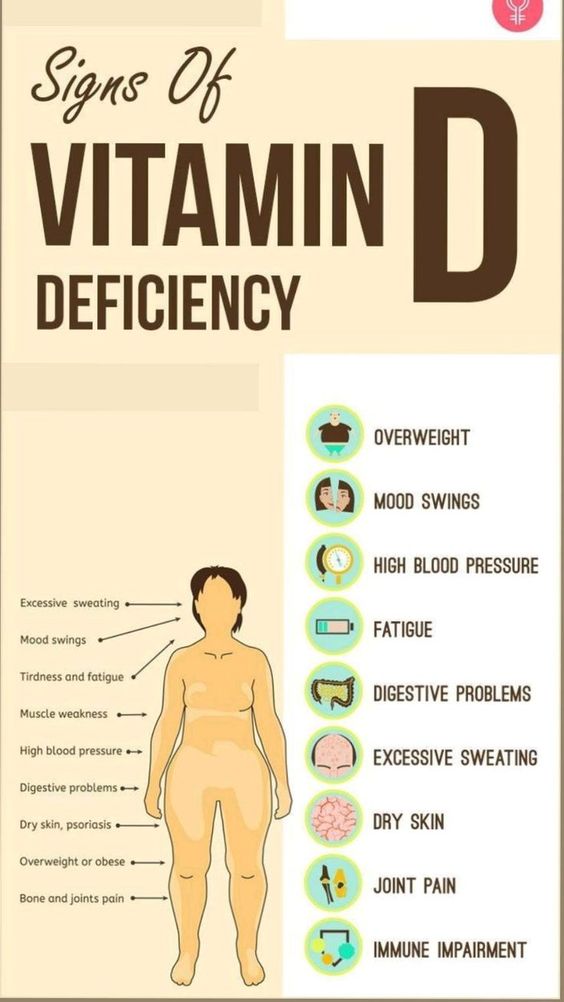 Signs Of
VITAMIN D
DEFICIENCY
OVERWEIGHT
MOOD SWINGS
HIGH BLOOD PRESSURE
FATIGUE
DIGESTIVE PROBLEMS
EXCESSIVE SWEATING
DRY SKIN
JOINT PAIN
IMMUNE IMPAIRMENT
Excessive sweating
Mood swings
Tirdness and fatigue
Muscle weakness
High blood pressure
Digestive problems
Dry skin, psoriasis
Overweight or obese
Bone and joints pain